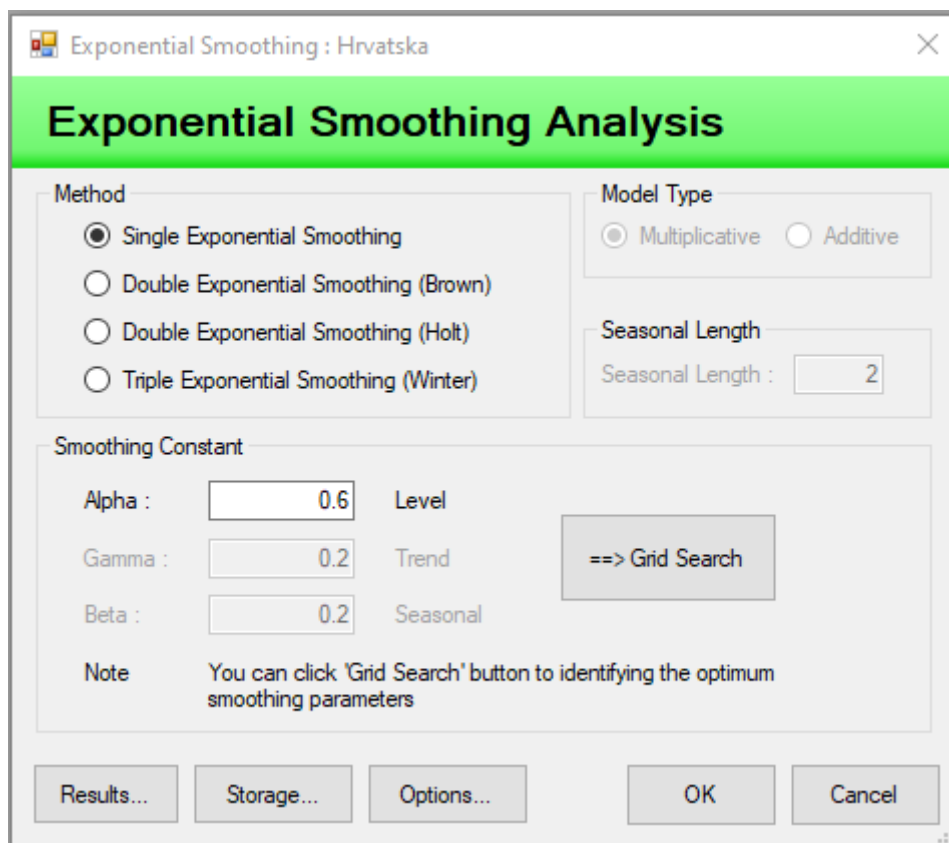 Exponential Smoothing : Hrvatska
Exponential Smoothing Analysis
Method
Single Exponential Smoothing
Double Exponential Smoothing (Brown)
Double Exponential Smoothing (Holt)
Triple Exponential Smoothing (Winter)
Model Type
Multiplicative Additive
Seasonal Length
Seasonal Length : 2
Smoothing Constant
Alpha : 0.6 Level
Gamma : 0.2 Trend
Beta : 0.2 Seasonal
==> Grid Search
Note You can click 'Grid Search' button to identifying the optimum
smoothing parameters
Results... Storage... Options... OK Cancel